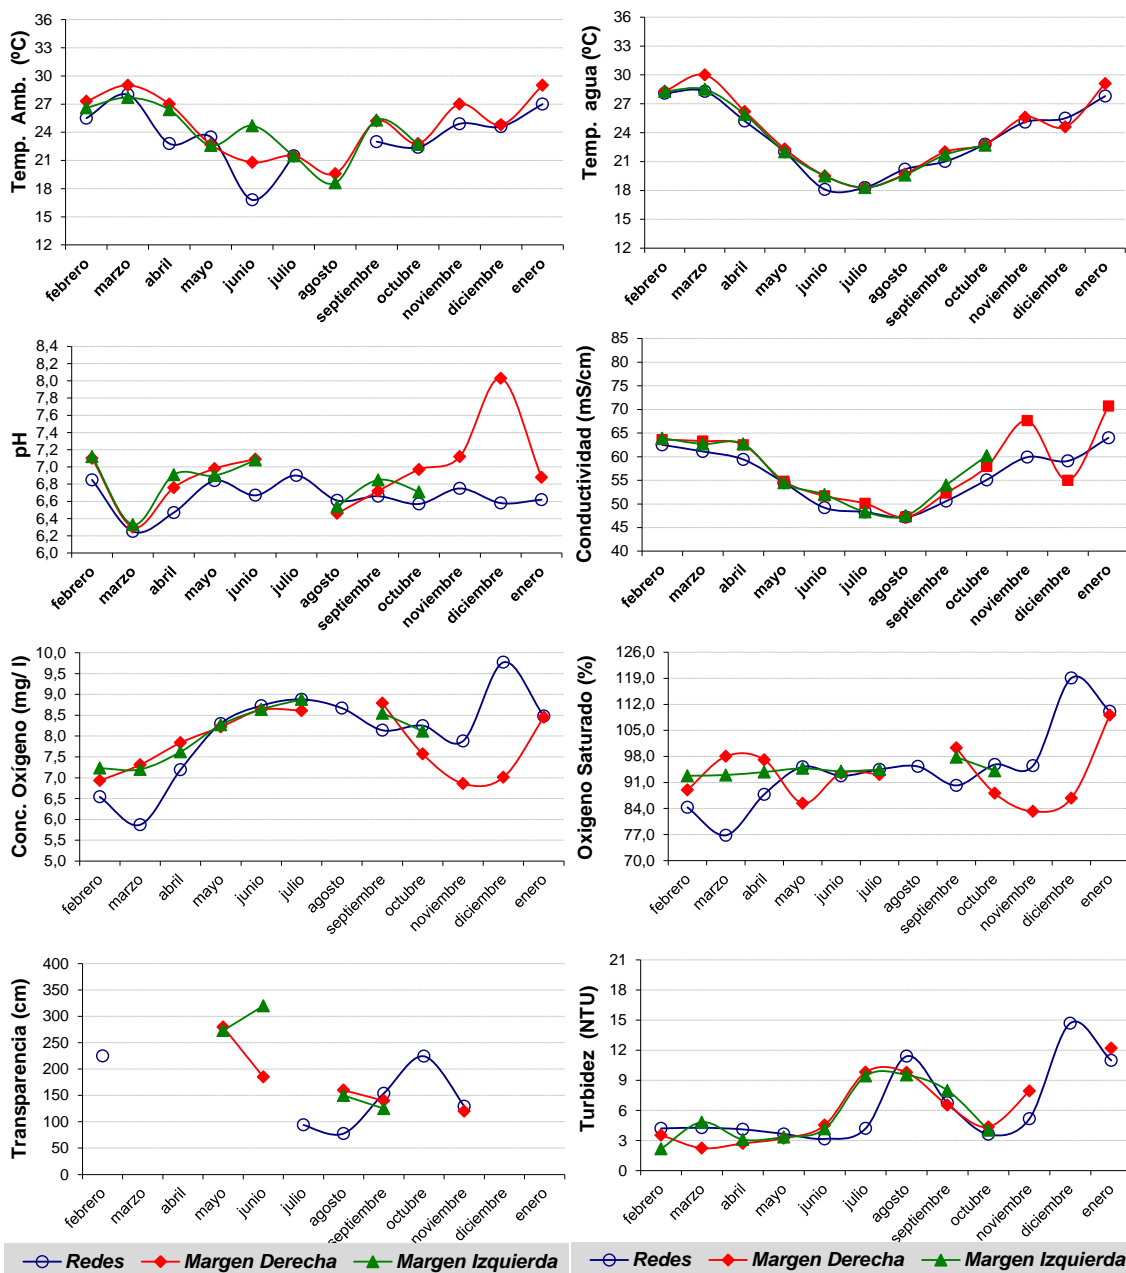 Temp. Amb. (ºC)
36
33
30
27
24
21
18
15
12
febrero
marzo
abril
mayo
junio
julio
agosto
septiembre
octubre
noviembre
diciembre
enero
Temp. agua (ºC)
36
33
30
27
24
21
18
15
12
febrero
marzo
abril
mayo
junio
julio
agosto
septiembre
octubre
noviembre
diciembre
enero
pH
8,4
8,2
8,0
7,8
7,6
7,4
7,2
7,0
6,8
6,6
6,4
6,2
6,0
febrero
marzo
abril
mayo
junio
julio
agosto
septiembre
octubre
noviembre
diciembre
enero
Conductividad (mS/cm)
85
80
75
70
65
60
55
50
45
40
febrero
marzo
abril
mayo
junio
julio
agosto
septiembre
octubre
noviembre
diciembre
enero
Conc. Oxígeno (mg/ l)
10,0
9,5
9,0
8,5
8,0
7,5
7,0
6,5
6,0
5,5
5,0
febrero
marzo
abril
mayo
junio
julio
agosto
septiembre
octubre
noviembre
diciembre
enero
Oxigeno Saturado (%)
126,0
119,0
112,0
105,0
98,0
91,0
84,0
77,0
70,0
febrero
marzo
abril
mayo
junio
julio
agosto
septiembre
octubre
noviembre
diciembre
enero
Transparencia (cm)
400
350
300
250
200
150
100
50
0
febrero
marzo
abril
mayo
junio
julio
agosto
septiembre
octubre
noviembre
diciembre
enero
Turbidez (NTU)
21
18
15
12
9
6
3
0
febrero
marzo
abril
mayo
junio
julio
agosto
septiembre
octubre
noviembre
diciembre
enero
Redes Margen Derecha Margen Izquierda
Redes Margen Derecha Margen Izquierda